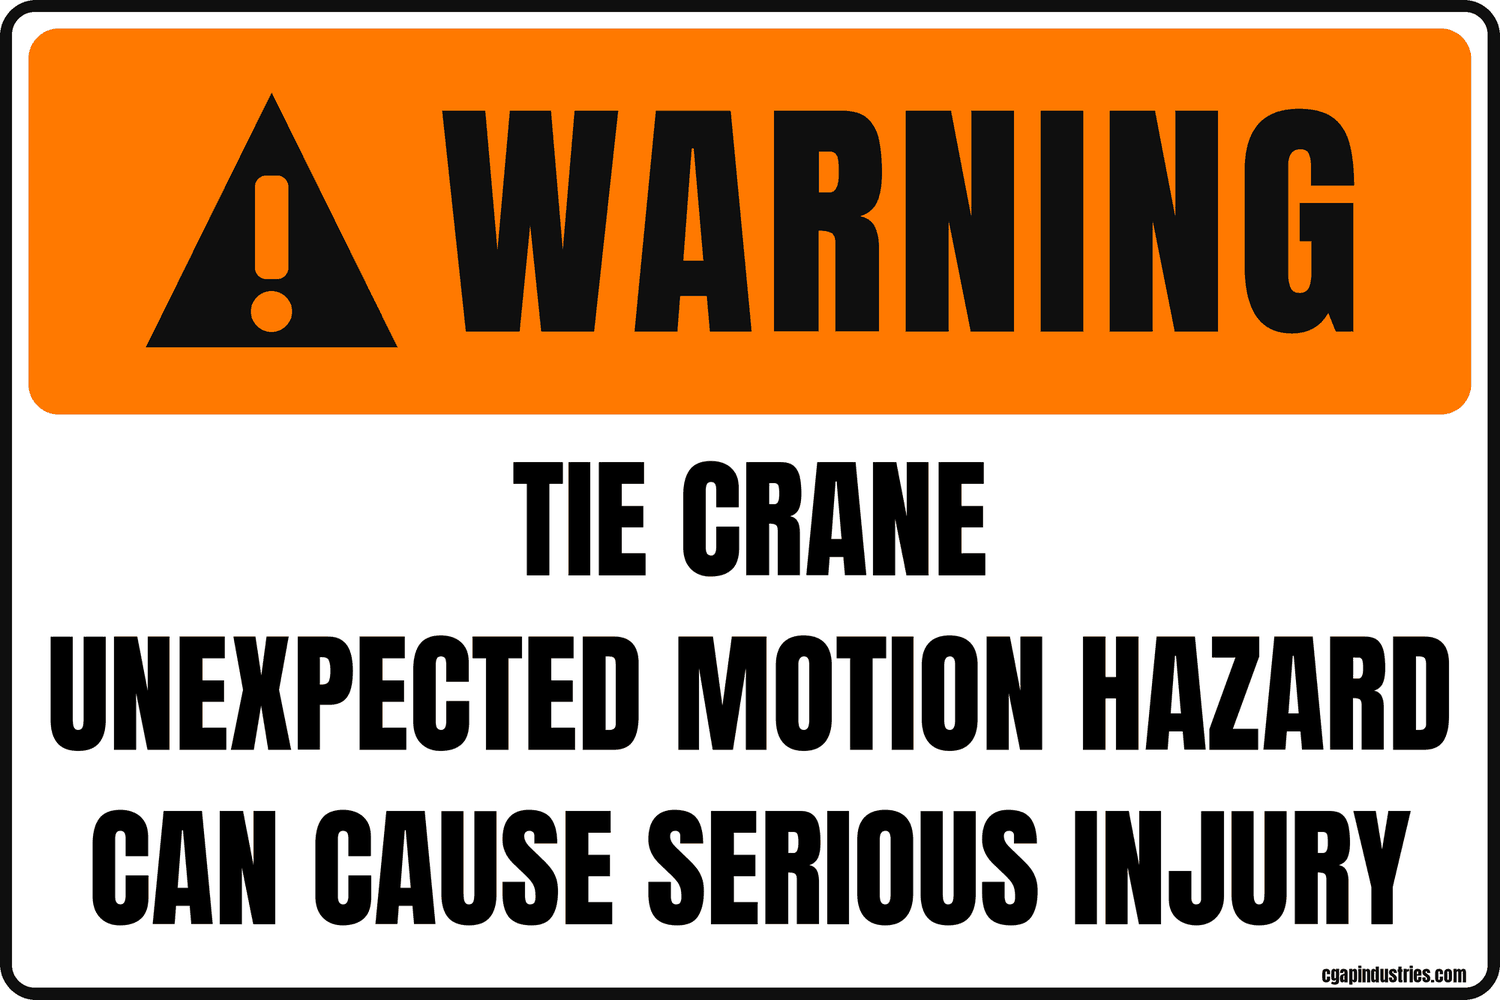 WARNING
TIE CRANE
UNEXPECTED MOTION HAZARD
CAN CAUSE SERIOUS INJURY
cgapindustries.com